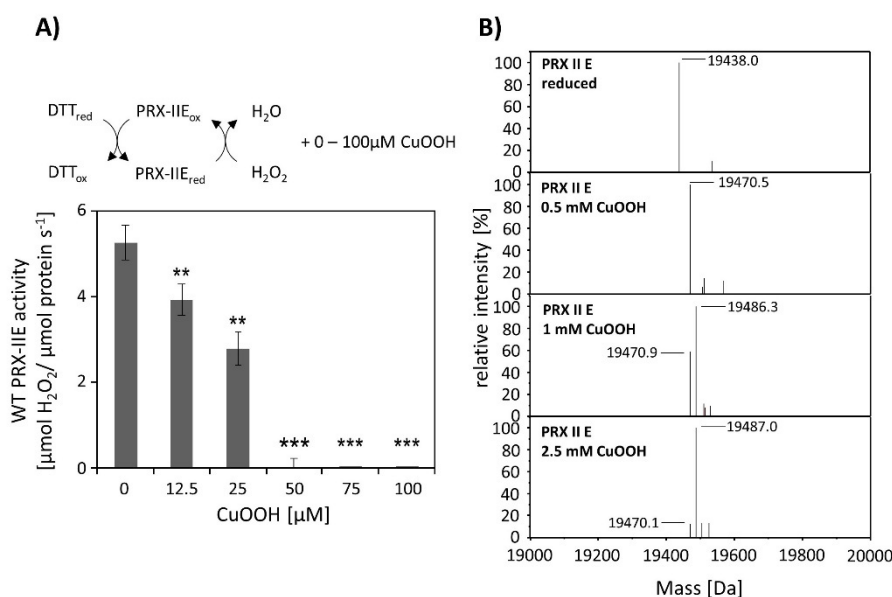 A)
DTTred PRX-IIEox H2O
+ 0 – 100µM CuOOH
DTTox PRX-IIEred H2O2
WT PRX-IIE activity
[µmol H2O2/ µmol protein s-1]
6
4
2
0
**
**
***
***
***
0 12.5 25 50 75 100
CuOOH [µM]
B)
relative intensity [%]
100
80
60
40
20
0
PRX II E
reduced
19438.0
100
80
60
40
20
0
PRX II E
0.5 mM CuOOH
19470.5
100
80
60
40
20
0
PRX II E
1 mM CuOOH
19486.3
19470.9
100
80
60
40
20
0
PRX II E
2.5 mM CuOOH
19487.0
19470.1
19000 19200 19400 19600 19800 20000
Mass [Da]